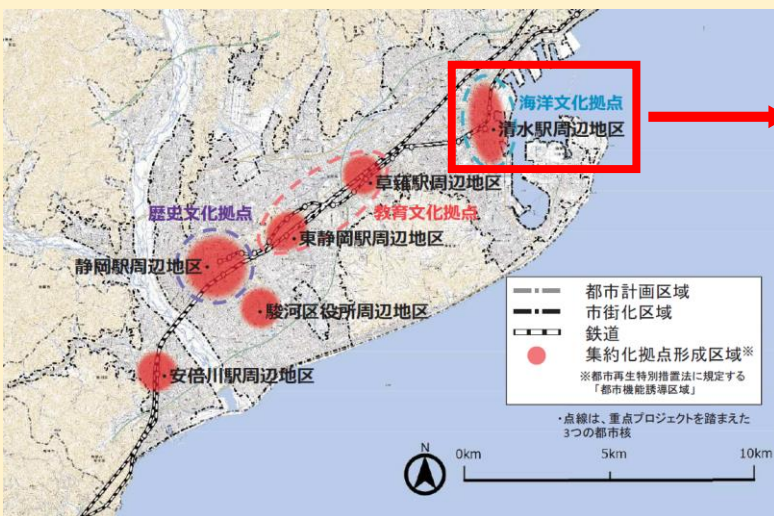 海洋文化拠点
清水駅周辺地区
草薙駅周辺地区
教育文化拠点
歴史文化拠点
東静岡駅周辺地区
静岡駅周辺地区
駿河区役所周辺地区
安倍川駅周辺地区
都市計画区域
市街化区域
鉄道
集約化拠点形成区域※
※都市再生特別措置法に規定する
「都市機能誘導区域」
・点線は、重点プロジェクトを踏まえた
3つの都市核
N
0km 5km 10km